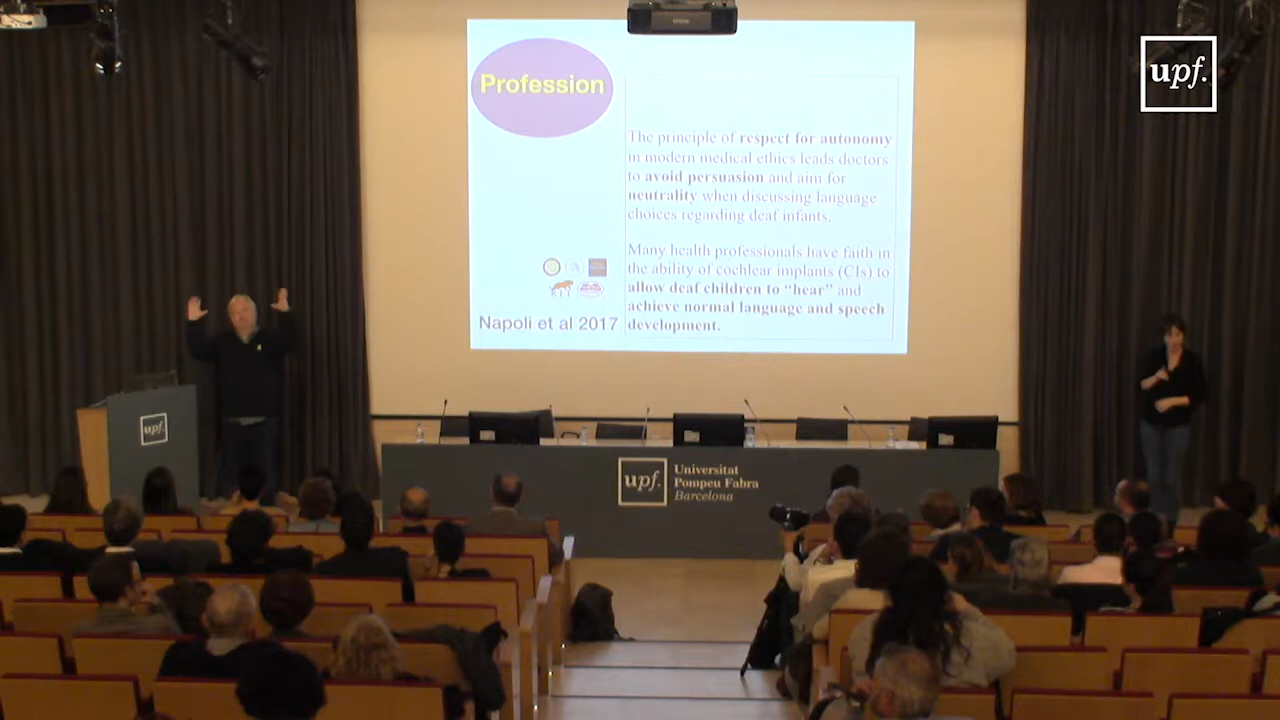 Profession
The principle of respect for autonomy
in modern medical ethics leads doctors
to avoid persuasion and aim for
neutrality when discussing language
choices regarding deaf infants.
Many health professionals have faith in
the ability of cochlear implants (CIs) to
allow deaf children to “hear” and
achieve normal language and speech
development.
Napoli et al 2017
upf.
upf.
upf.
Universitat
Pompeu Fabra
Barcelona